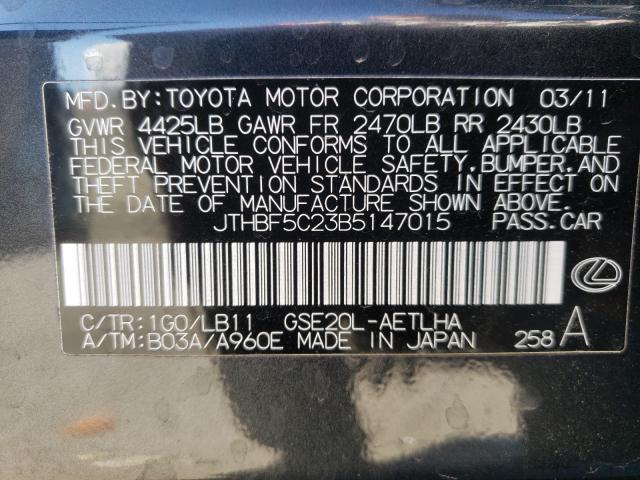 MFD.BY:TOYOTA MOTOR CORPORATION 03/11
GVWR 4425LB GAWR FR 2470LB RR 2430LB
THIS VEHICLE CONFORMS TO ALL APPLICABLE
FEDERAL MOTOR VEHICLE SAFETY,BUMPER,AND
THEFT PREVENTION STANDARDS IN EFFECT ON
THE DATE OF MANUFACTURE SHOWN ABOVE.
JTHBF5C23B5147015 PASS.CAR
C/TR:1G0/LB11 GSE20L-AETLHA
A/TM:B03A/A960E MADE IN JAPAN 258 A